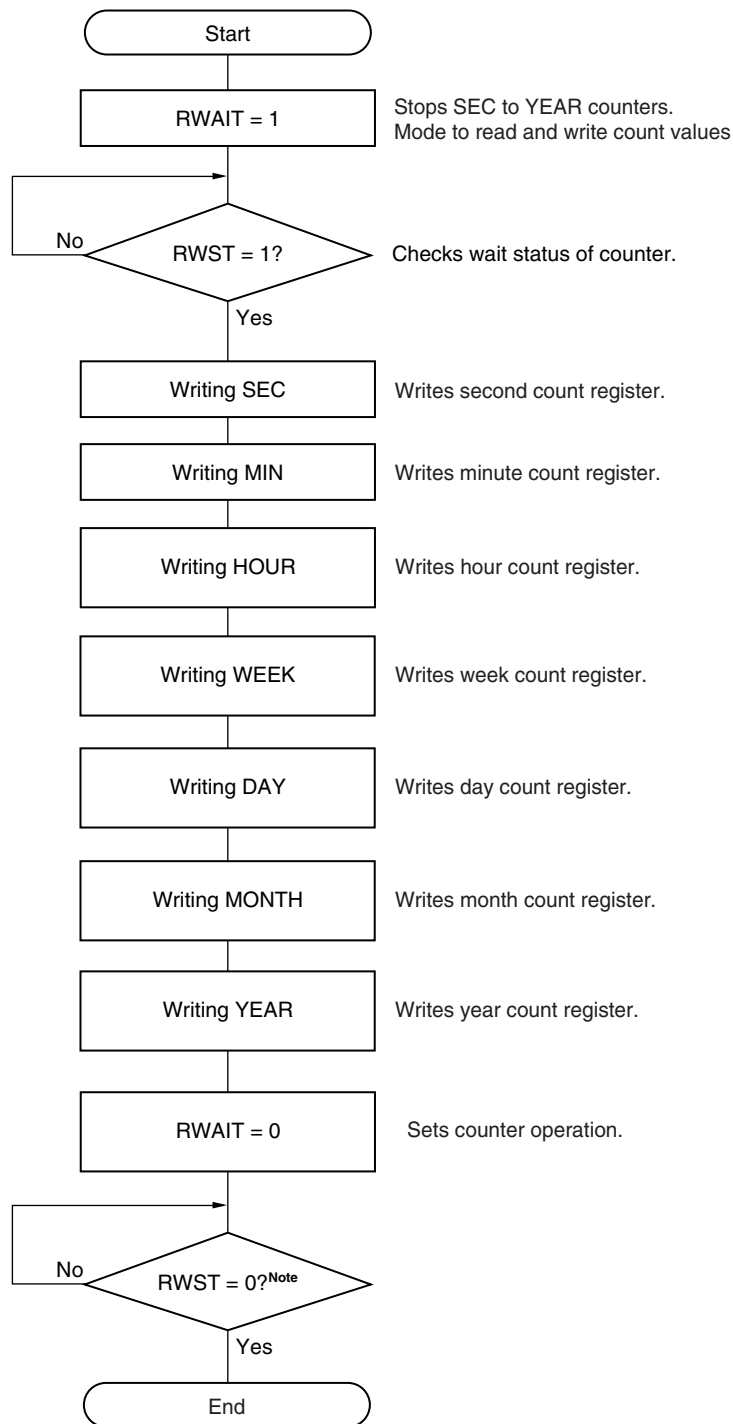 Start
RWAIT = 1
Stops SEC to YEAR counters.
Mode to read and write count values
No
RWST = 1?
Checks wait status of counter.
Yes
Writing SEC
Writes second count register.
Writing MIN
Writes minute count register.
Writing HOUR
Writes hour count register.
Writing WEEK
Writes week count register.
Writing DAY
Writes day count register.
Writing MONTH
Writes month count register.
Writing YEAR
Writes year count register.
RWAIT = 0
Sets counter operation.
No
RWST = 0?Note
Yes
End